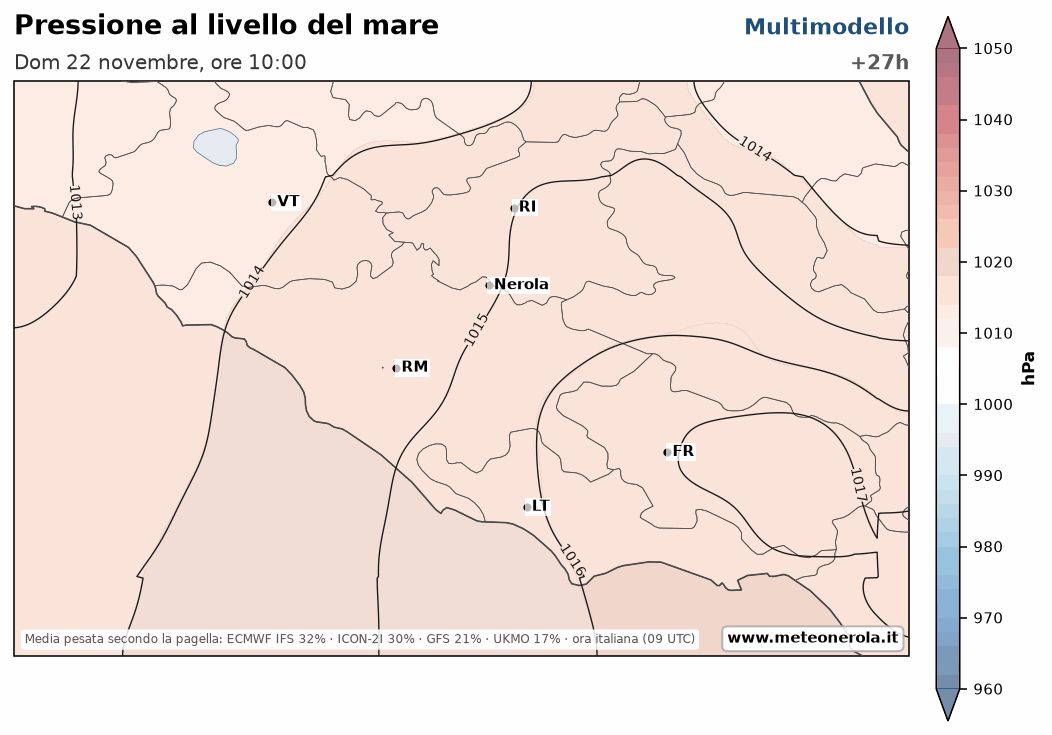 Pressione al livello del mare
Multimodello
Dom 22 novembre, ore 10:00
+27h
1050
1040
1030
1020
1010
1000
990
980
970
960
hPa
1014
1013
VT
RI
1014
Nerola
1015
RM
FR
1017
LT
1016
Media pesata secondo la pagella: ECMWF IFS 32% · ICON-2I 30% · GFS 21% · UKMO 17% · ora italiana (09 UTC)
www.meteonerola.it